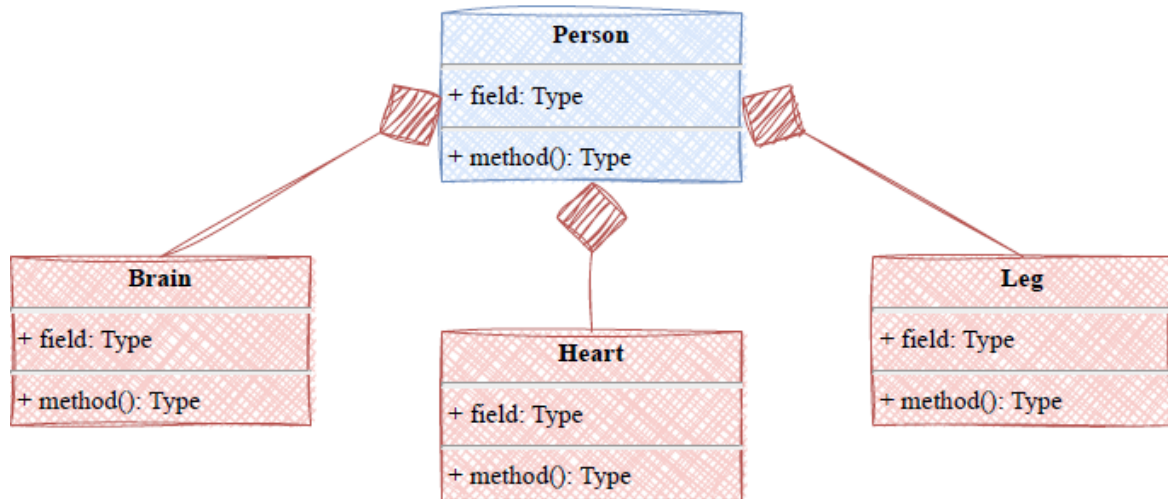 Person
+ field: Type
+ method(): Type
Brain
+ field: Type
+ method(): Type
Heart
+ field: Type
+ method(): Type
Leg
+ field: Type
+ method(): Type